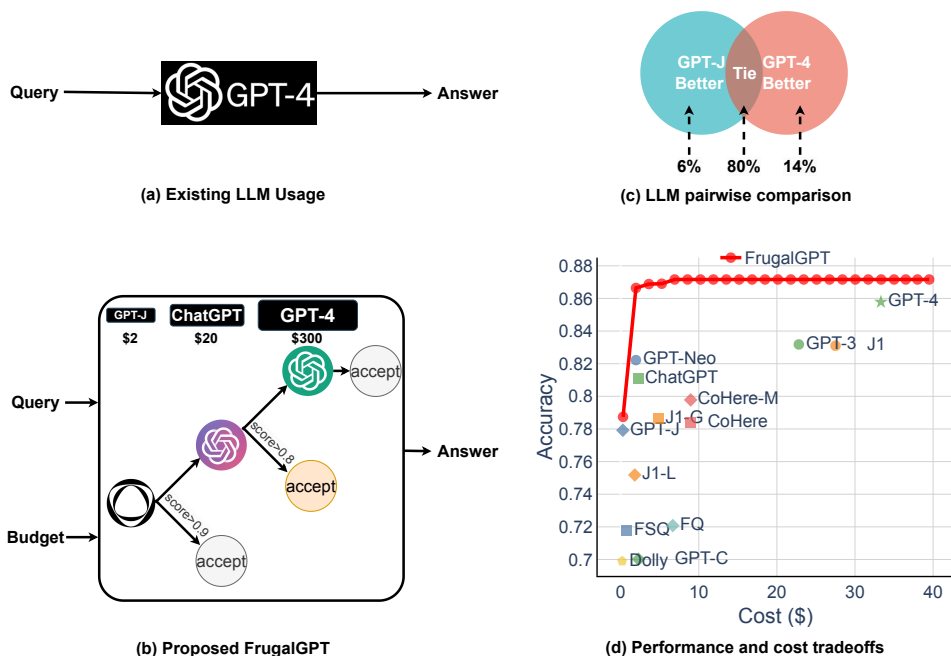 Query
GPT-4
Answer
(a) Existing LLM Usage
GPT-J
Better
Tie
GPT-4
Better
6%
80%
14%
(c) LLM pairwise comparison
GPT-J
ChatGPT
GPT-4
$2
$20
$300
accept
Query
score>0.8
Answer
accept
score>0.9
Budget
accept
(b) Proposed FrugalGPT
FrugalGPT
0.88
0.86
0.84
0.82
0.8
0.78
0.76
0.74
0.72
0.7
Accuracy
GPT-4
GPT-3
J1
GPT-Neo
ChatGPT
CoHere-M
J1-G
CoHere
GPT-J
J1-L
FSQ
FQ
Dolly
GPT-C
0
10
20
30
40
Cost ($)
(d) Performance and cost tradeoffs